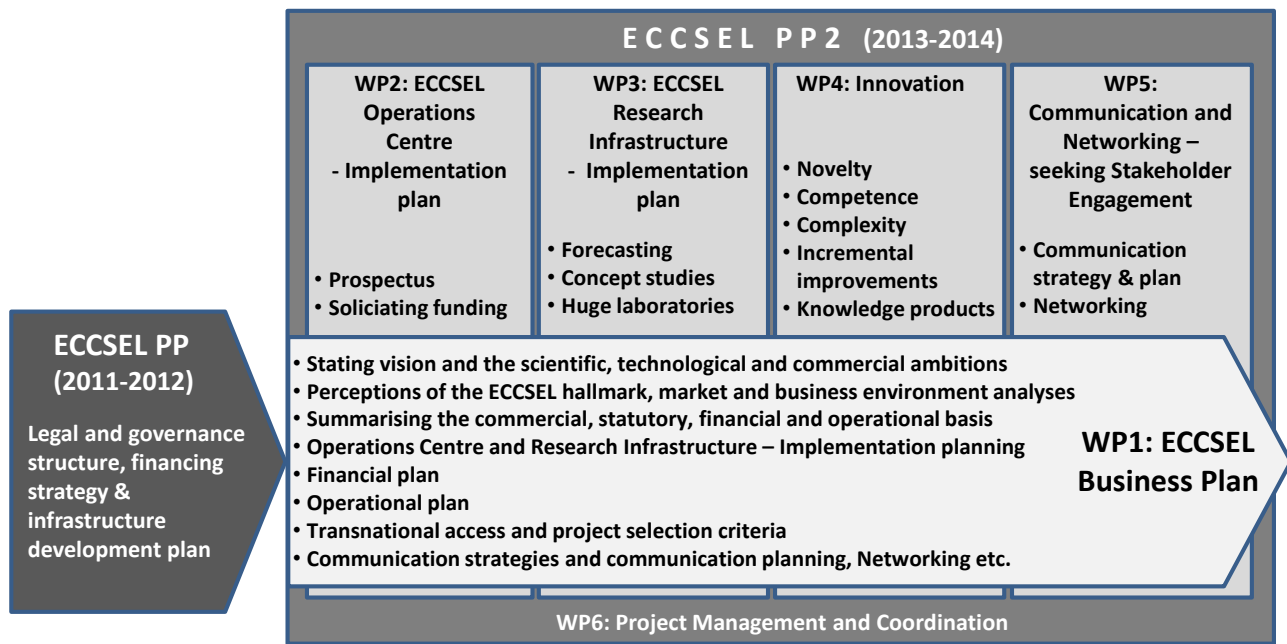 ECCSEL PP2 (2013-2014)
WP2: ECCSEL
Operations
Centre
- Implementation
plan
• Prospectus
• Soliciating funding
WP3: ECCSEL
Research
Infrastructure
- Implementation
plan
• Forecasting
• Concept studies
• Huge laboratories
WP4: Innovation
• Novelty
• Competence
• Complexity
• Incremental
improvements
• Knowledge products
WP5:
Communication and
Networking –
seeking Stakeholder
Engagement
• Communication
strategy & plan
• Networking
ECCSEL PP
(2011-2012)
Legal and governance
structure, financing
strategy &
infrastructure
development plan
• Stating vision and the scientific, technological and commercial ambitions
• Perceptions of the ECCSEL hallmark, market and business environment analyses
• Summarising the commercial, statutory, financial and operational basis
• Operations Centre and Research Infrastructure – Implementation planning
• Financial plan
• Operational plan
• Transnational access and project selection criteria
• Communication strategies and communication planning, Networking etc.
WP1: ECCSEL
Business Plan
WP6: Project Management and Coordination